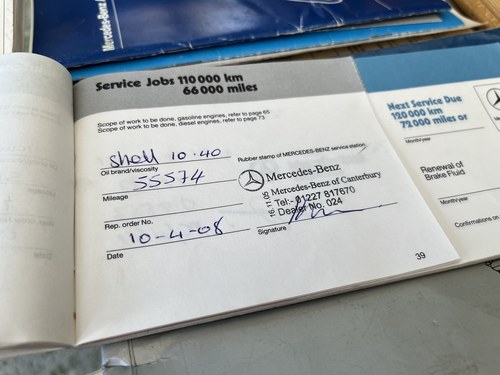 Mercedes-Benz
Service Jobs 110 000 km
66 000 miles
Scope of work to be done, gasoline engines, refer to page 65
Scope of work to be done, diesel engines, refer to page 73
shell 10.40
Oil brand/viscosity
55574
Mileage
Rep. order No.
10-4-08
Date
Rubber stamp of MERCEDES-BENZ service station
Mercedes-Benz
Mercedes-Benz of Canterbury
Tel:- 01227 817670
Dealer No. 024
16.11.05
Signature
39
Next Service Due
120 000 km
72 000 miles or
Month/year
Renewal of
Brake Fluid
Month/year
Confirmations on